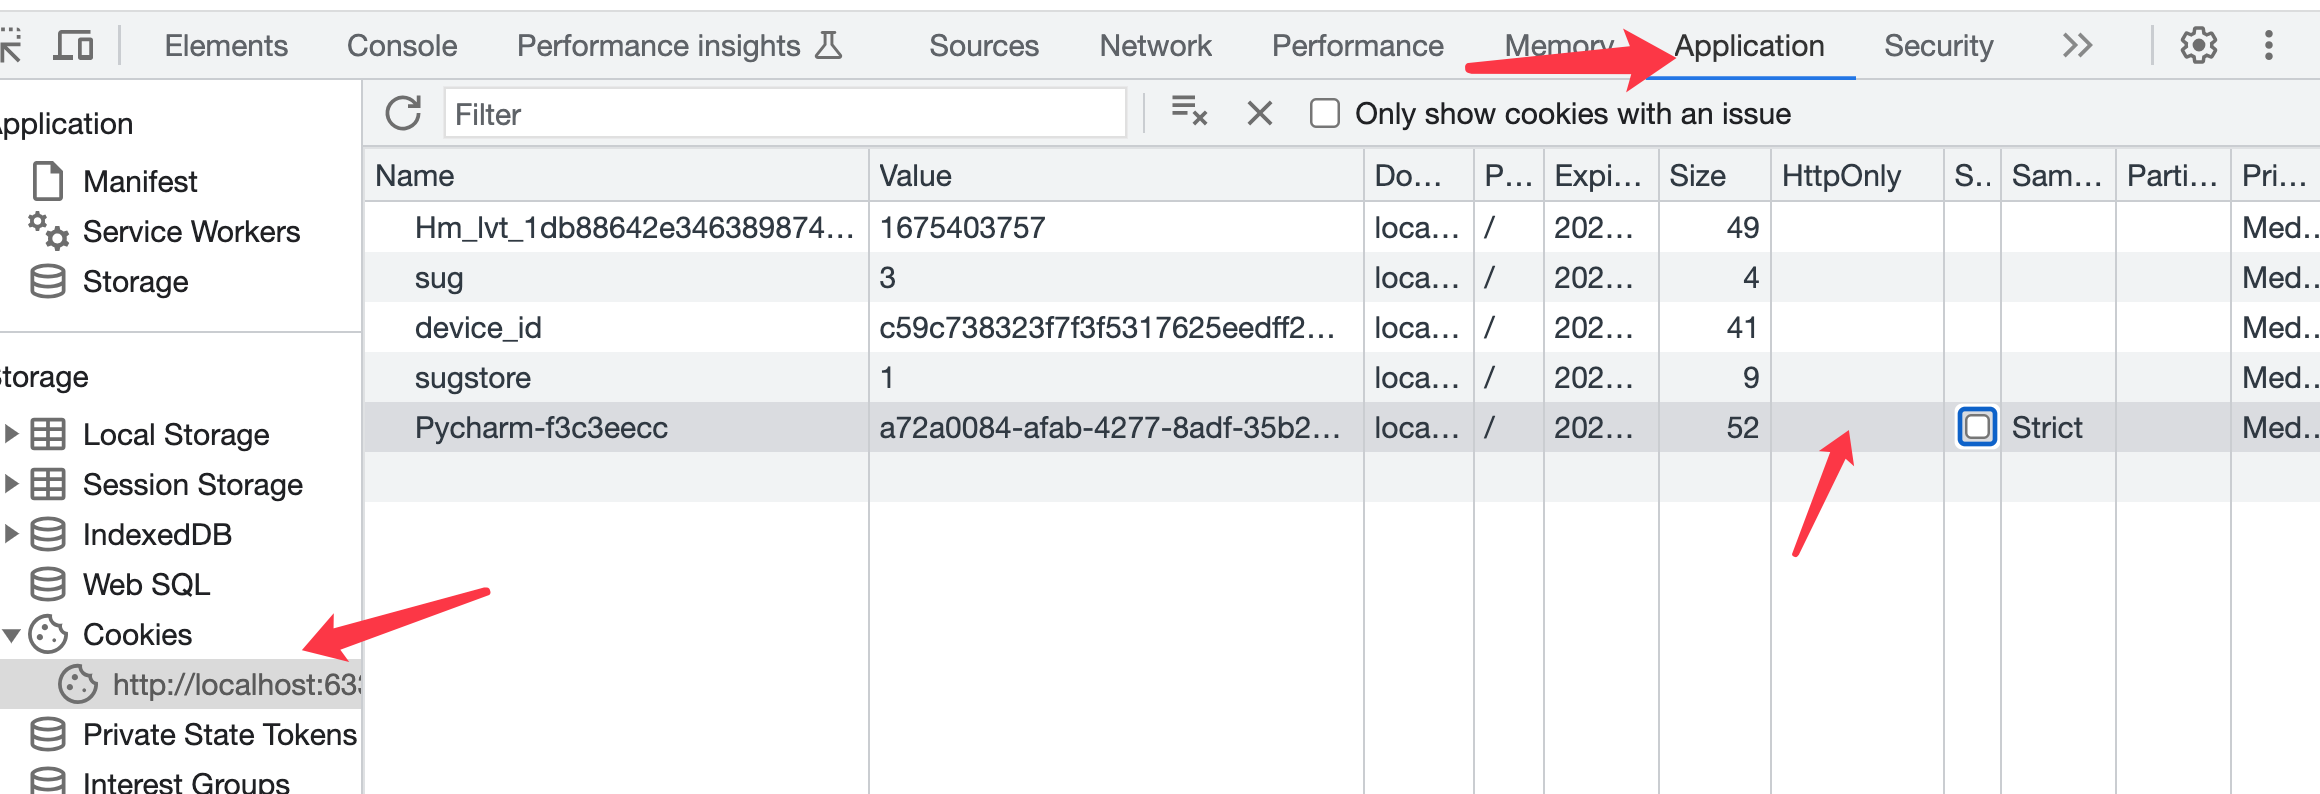 Elements Console Performance insights Sources Network Performance Memory Application Security
Filter Only show cookies with an issue
pplication
Manifest
Service Workers
Storage
torage
Local Storage
Session Storage
IndexedDB
Web SQL
Cookies
http://localhost:633
Private State Tokens
Interest Groups
Name Value Do... P... Expi... Size HttpOnly S.. Sam... Parti... Pri...
Hm_lvt_1db88642e346389874... 1675403757 loca... / 202... 49 Med..
sug 3 loca... / 202... 4 Med..
device_id c59c738323f7f3f5317625eedff2... loca... / 202... 41 Med..
sugstore 1 loca... / 202... 9 Med..
Pycharm-f3c3eecc a72a0084-afab-4277-8adf-35b2... loca... / 202... 52 Strict Med..